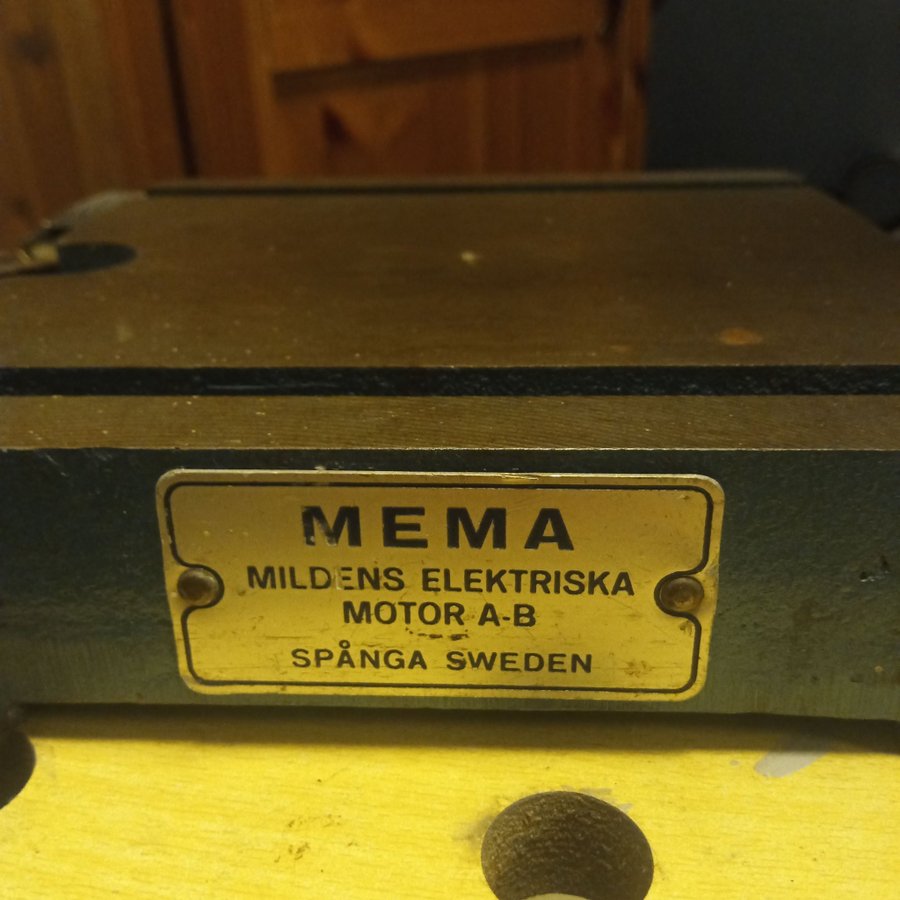 MEMA
MILDENS ELEKTRISKA
MOTOR A-B
SPÅNGA SWEDEN